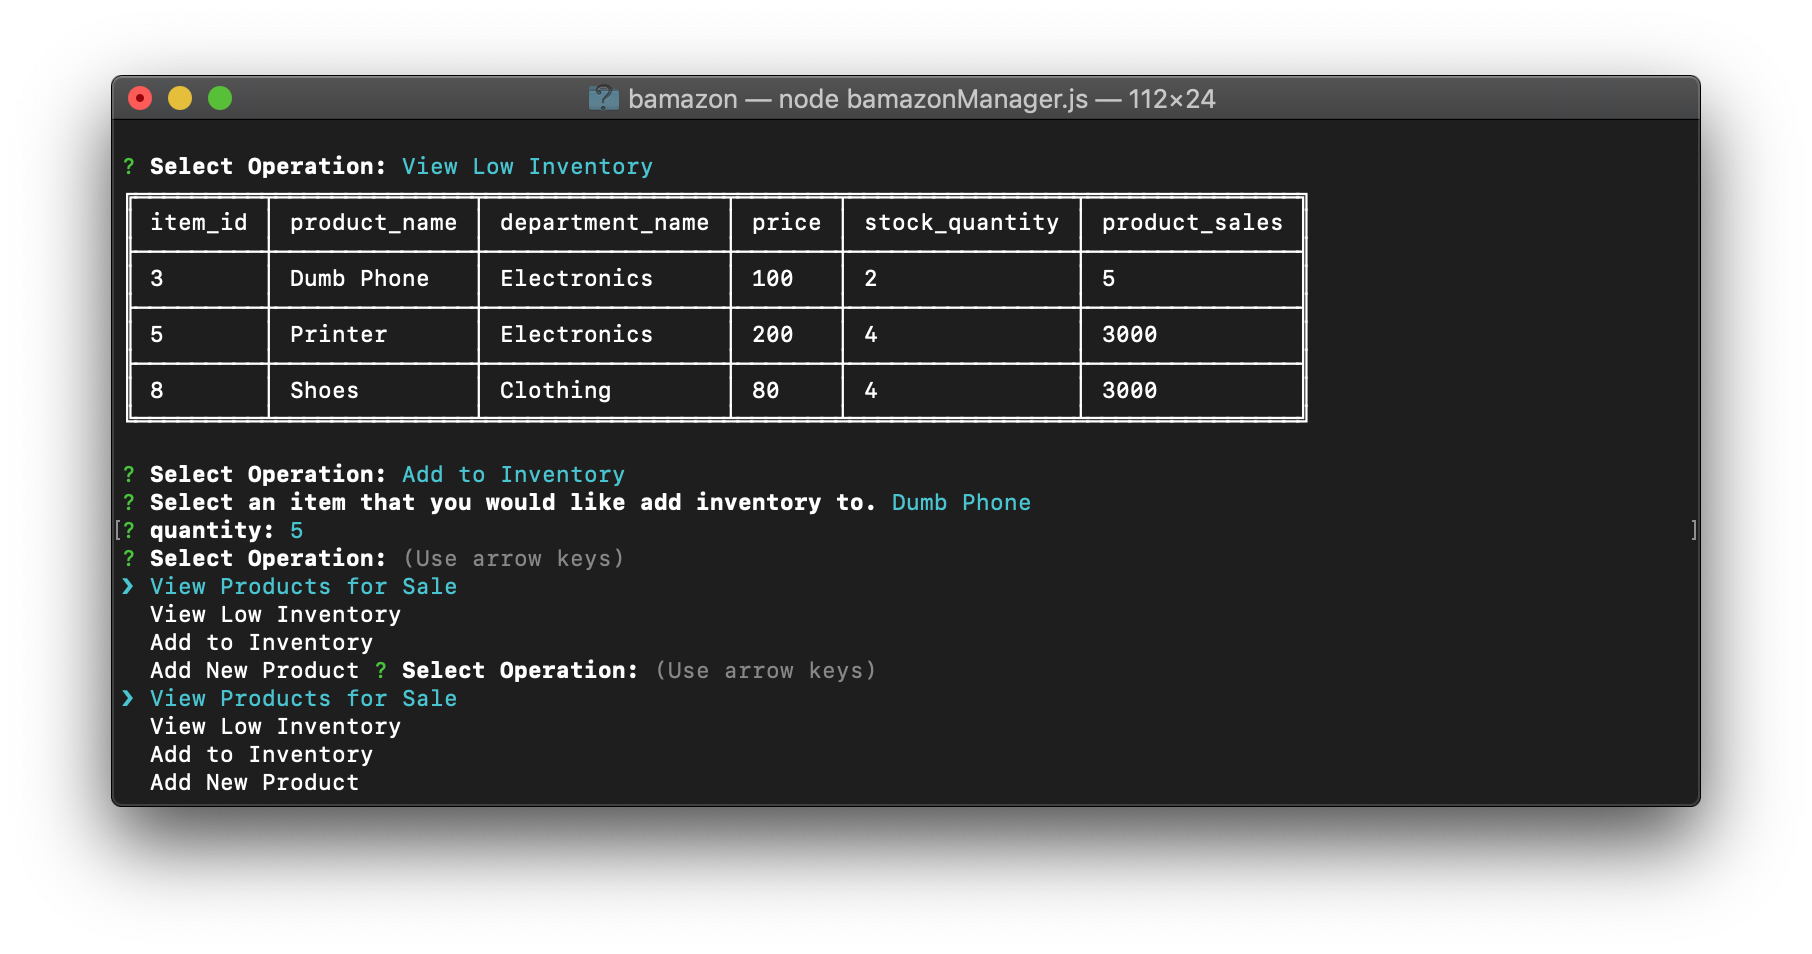 bamazon — node bamazonManager.js — 112×24
? Select Operation: View Low Inventory
item_id product_name department_name price stock_quantity product_sales
3 Dumb Phone Electronics 100 2 5
5 Printer Electronics 200 4 3000
8 Shoes Clothing 80 4 3000
? Select Operation: Add to Inventory
? Select an item that you would like add inventory to. Dumb Phone
[? quantity: 5 ]
? Select Operation: (Use arrow keys)
❯ View Products for Sale
View Low Inventory
Add to Inventory
Add New Product ? Select Operation: (Use arrow keys)
❯ View Products for Sale
View Low Inventory
Add to Inventory
Add New Product